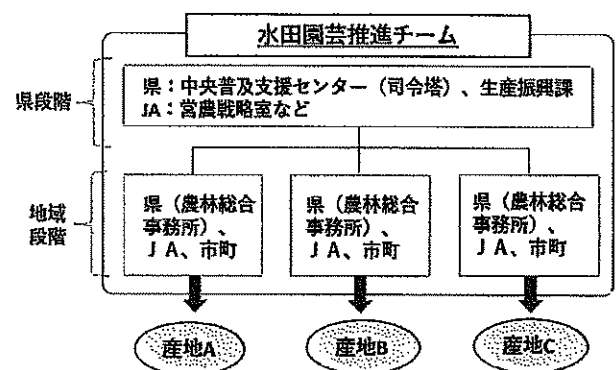 水田園芸推進チーム
県段階
県：中央普及支援センター（司令塔）、生産振興課
JA：営農戦略室など
地域
段階
県（農林総合
事務所）、
ＪＡ、市町
県（農林総合
事務所）、
ＪＡ、市町
県（農林総合
事務所）、
ＪＡ、市町
産地A
産地B
産地C